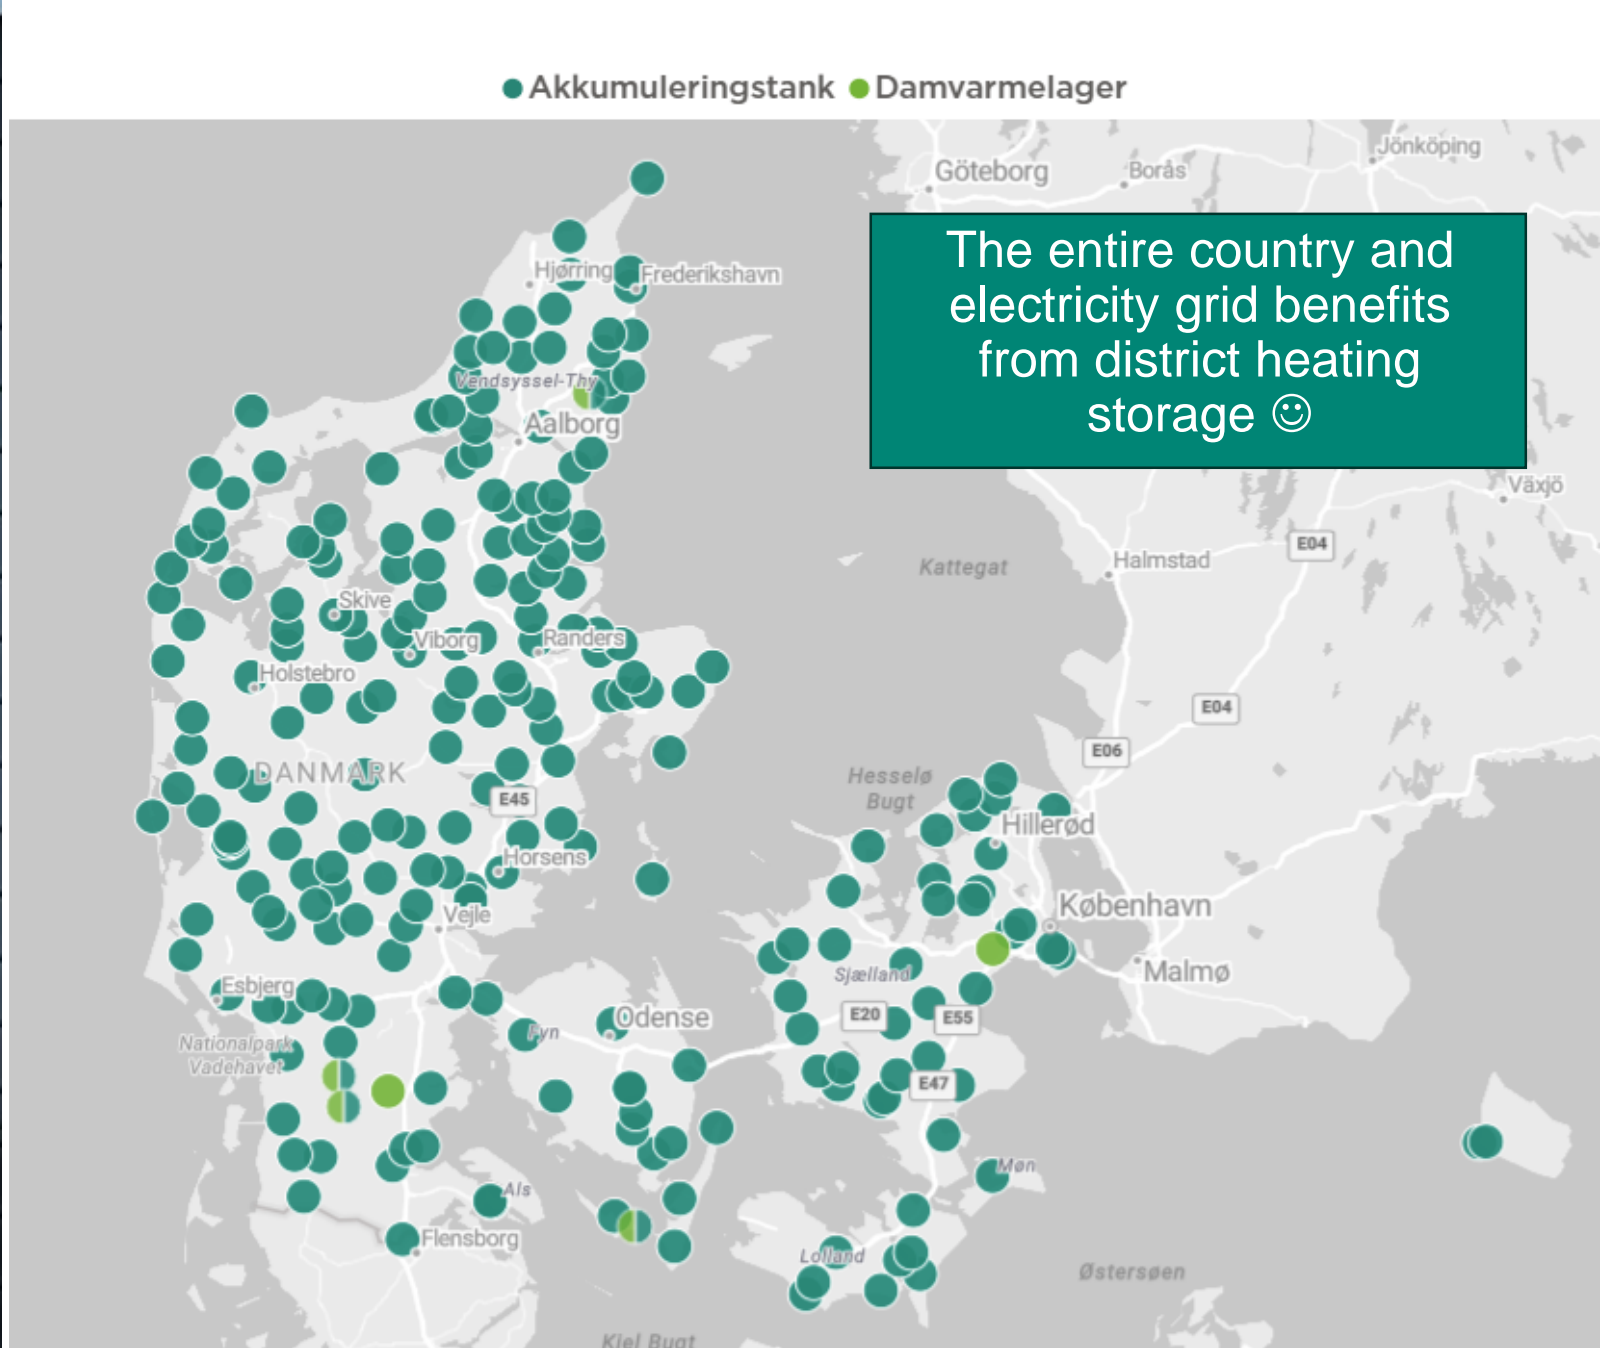 Akkumuleringstank Damvarmelager
Jönköping
Göteborg
Borås
The entire country and
electricity grid benefits
from district heating
storage ☺
Hjørring
Frederikshavn
Vendsyssel-Thy
Aalborg
Växjö
E04
Kattegat
Halmstad
Skive
Viborg
Randers
Holstebro
E04
E06
DANMARK
Hesselø
Bugt
E45
Hillerød
Horsens
København
Vejle
Sjælland
Malmø
Esbjerg
Odense
E20
E55
Fyn
Nationalpark
Vadehavet
E47
Møn
Als
Flensborg
Lolland
Østersøen
Kiel Bugt